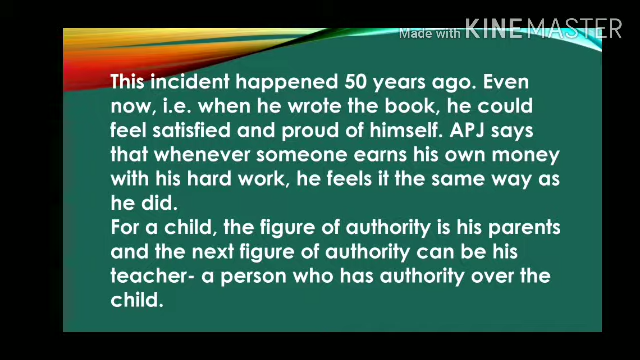 Made with KINEMASTER
This incident happened 50 years ago. Even
now, i.e. when he wrote the book, he could
feel satisfied and proud of himself. APJ says
that whenever someone earns his own money
with his hard work, he feels it the same way as
he did.
For a child, the figure of authority is his parents
and the next figure of authority can be his
teacher- a person who has authority over the
child.